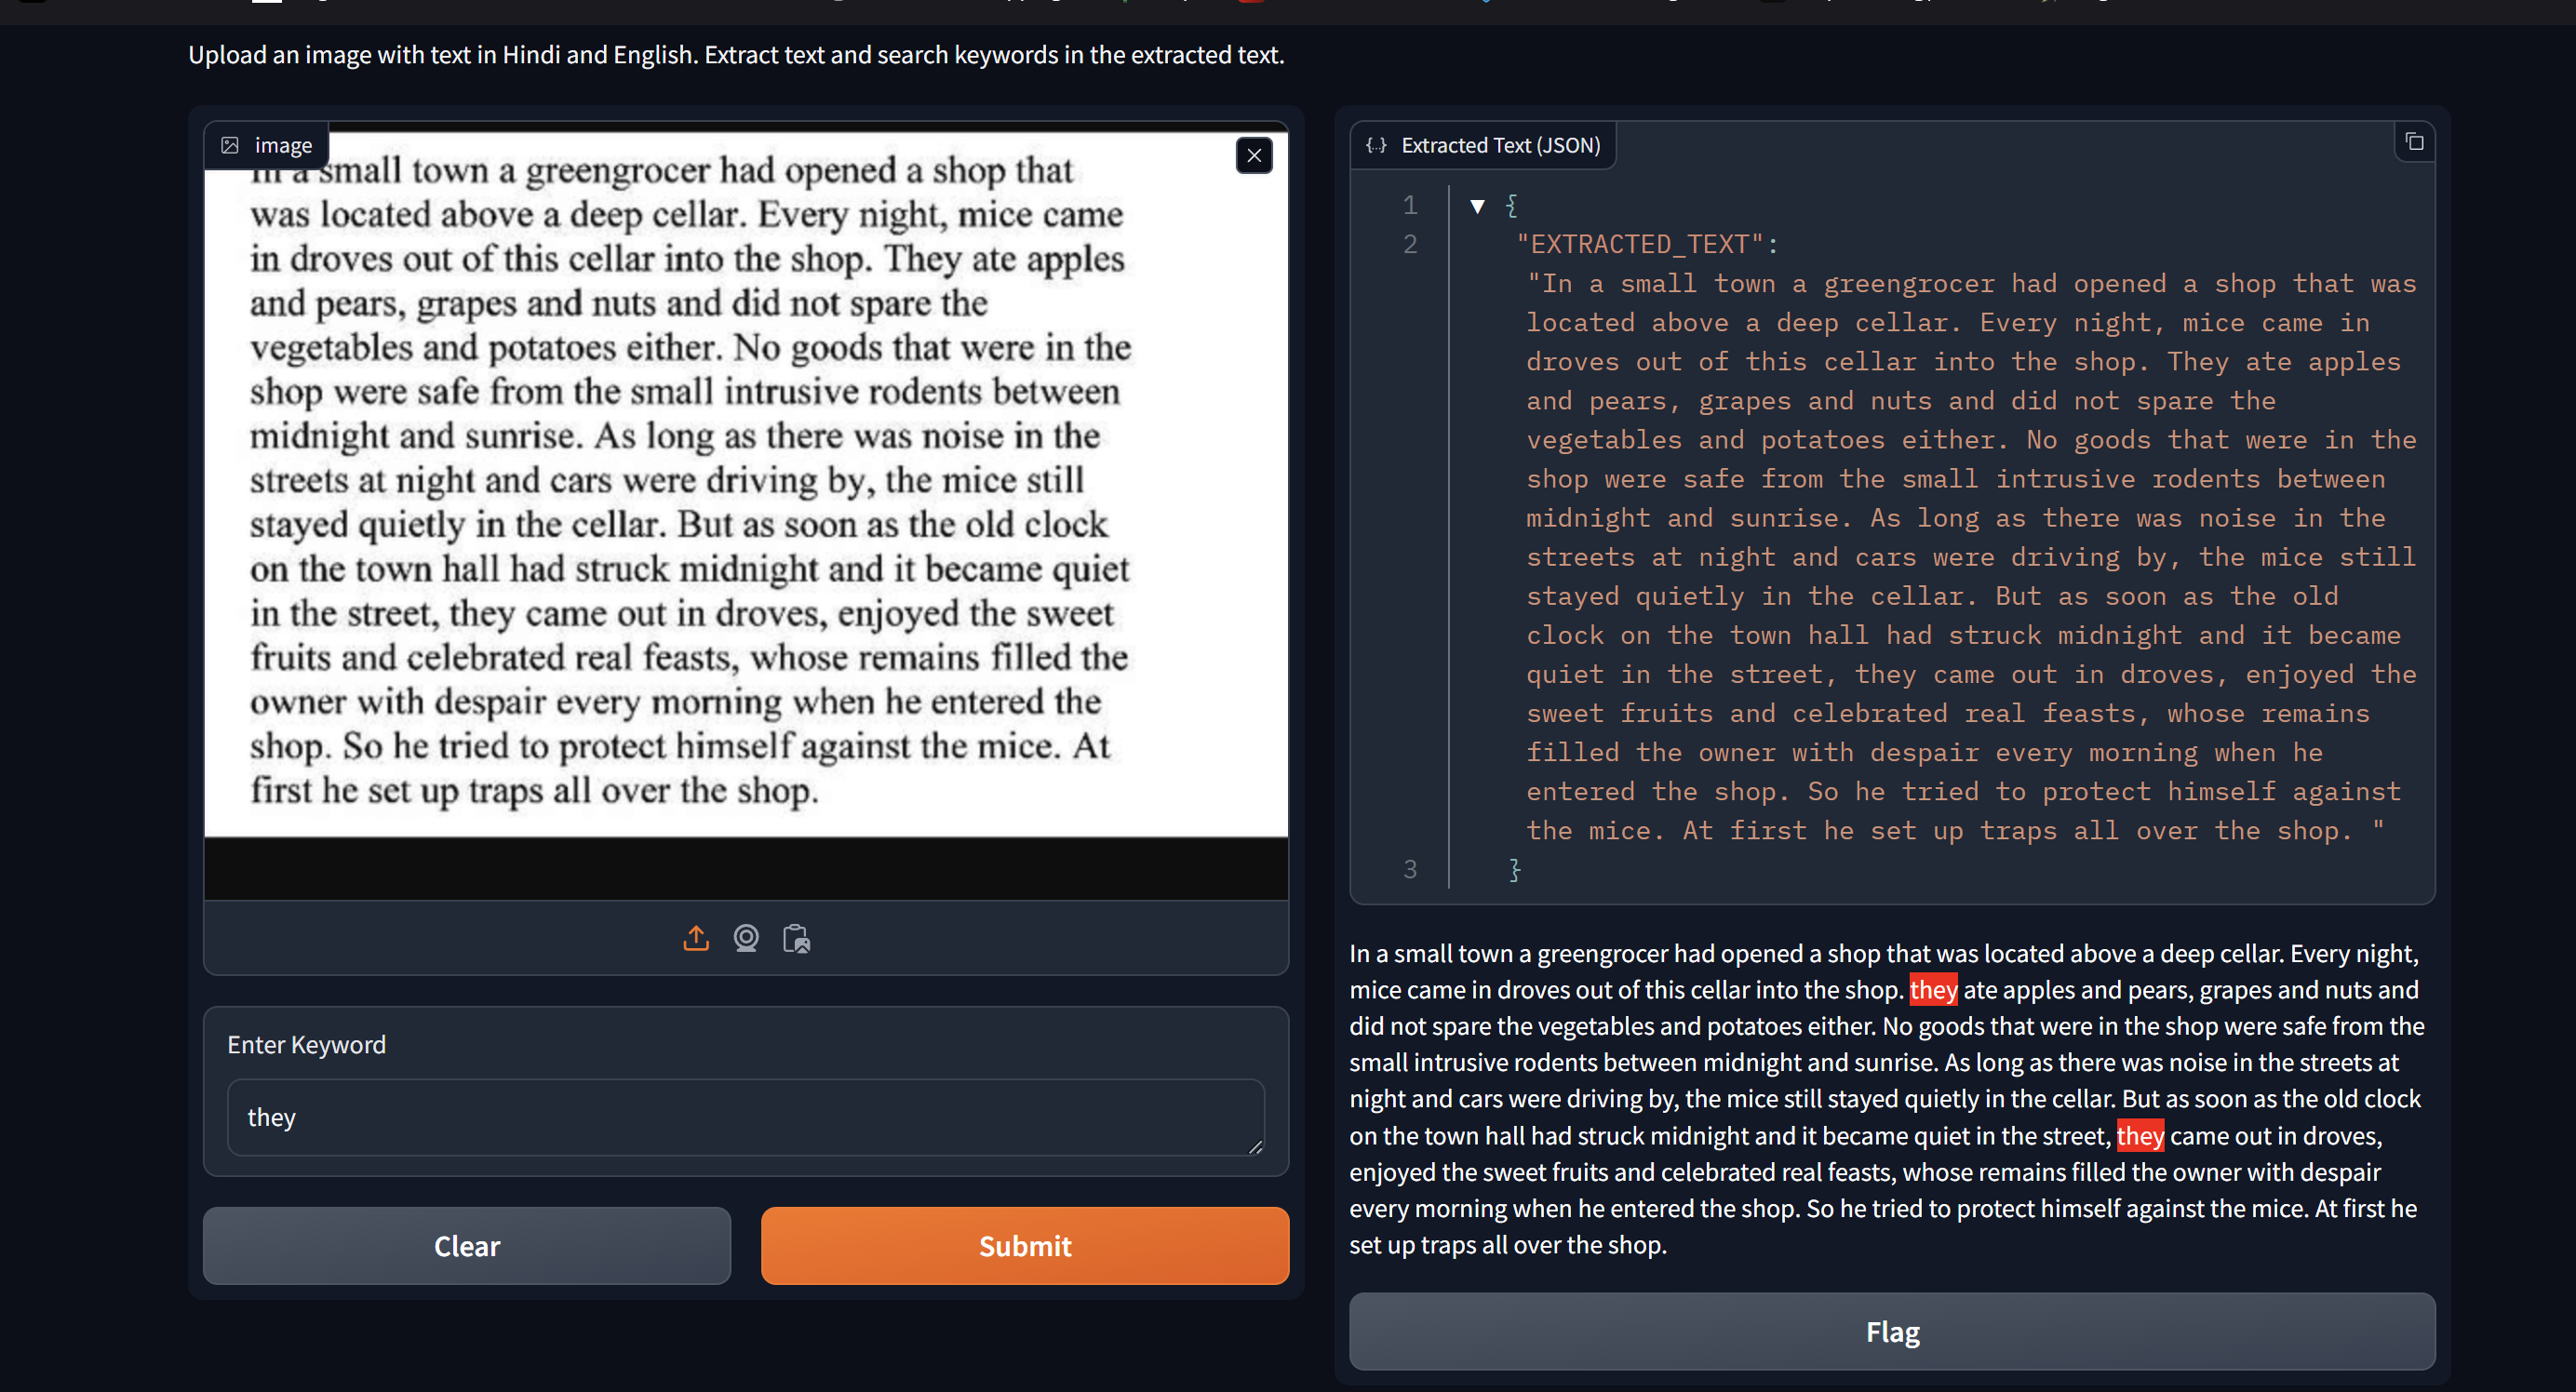 Upload an image with text in Hindi and English. Extract text and search keywords in the extracted text.
image
In a small town a greengrocer had opened a shop that
was located above a deep cellar. Every night, mice came
in droves out of this cellar into the shop. They ate apples
and pears, grapes and nuts and did not spare the
vegetables and potatoes either. No goods that were in the
shop were safe from the small intrusive rodents between
midnight and sunrise. As long as there was noise in the
streets at night and cars were driving by, the mice still
stayed quietly in the cellar. But as soon as the old clock
on the town hall had struck midnight and it became quiet
in the street, they came out in droves, enjoyed the sweet
fruits and celebrated real feasts, whose remains filled the
owner with despair every morning when he entered the
shop. So he tried to protect himself against the mice. At
first he set up traps all over the shop.
Enter Keyword
they
Clear
Submit
{..} Extracted Text (JSON)
1 ▼ {
2 "EXTRACTED_TEXT":
"In a small town a greengrocer had opened a shop that was
located above a deep cellar. Every night, mice came in
droves out of this cellar into the shop. They ate apples
and pears, grapes and nuts and did not spare the
vegetables and potatoes either. No goods that were in the
shop were safe from the small intrusive rodents between
midnight and sunrise. As long as there was noise in the
streets at night and cars were driving by, the mice still
stayed quietly in the cellar. But as soon as the old
clock on the town hall had struck midnight and it became
quiet in the street, they came out in droves, enjoyed the
sweet fruits and celebrated real feasts, whose remains
filled the owner with despair every morning when he
entered the shop. So he tried to protect himself against
the mice. At first he set up traps all over the shop. "
3 }
In a small town a greengrocer had opened a shop that was located above a deep cellar. Every night,
mice came in droves out of this cellar into the shop. they ate apples and pears, grapes and nuts and
did not spare the vegetables and potatoes either. No goods that were in the shop were safe from the
small intrusive rodents between midnight and sunrise. As long as there was noise in the streets at
night and cars were driving by, the mice still stayed quietly in the cellar. But as soon as the old clock
on the town hall had struck midnight and it became quiet in the street, they came out in droves,
enjoyed the sweet fruits and celebrated real feasts, whose remains filled the owner with despair
every morning when he entered the shop. So he tried to protect himself against the mice. At first he
set up traps all over the shop.
Flag